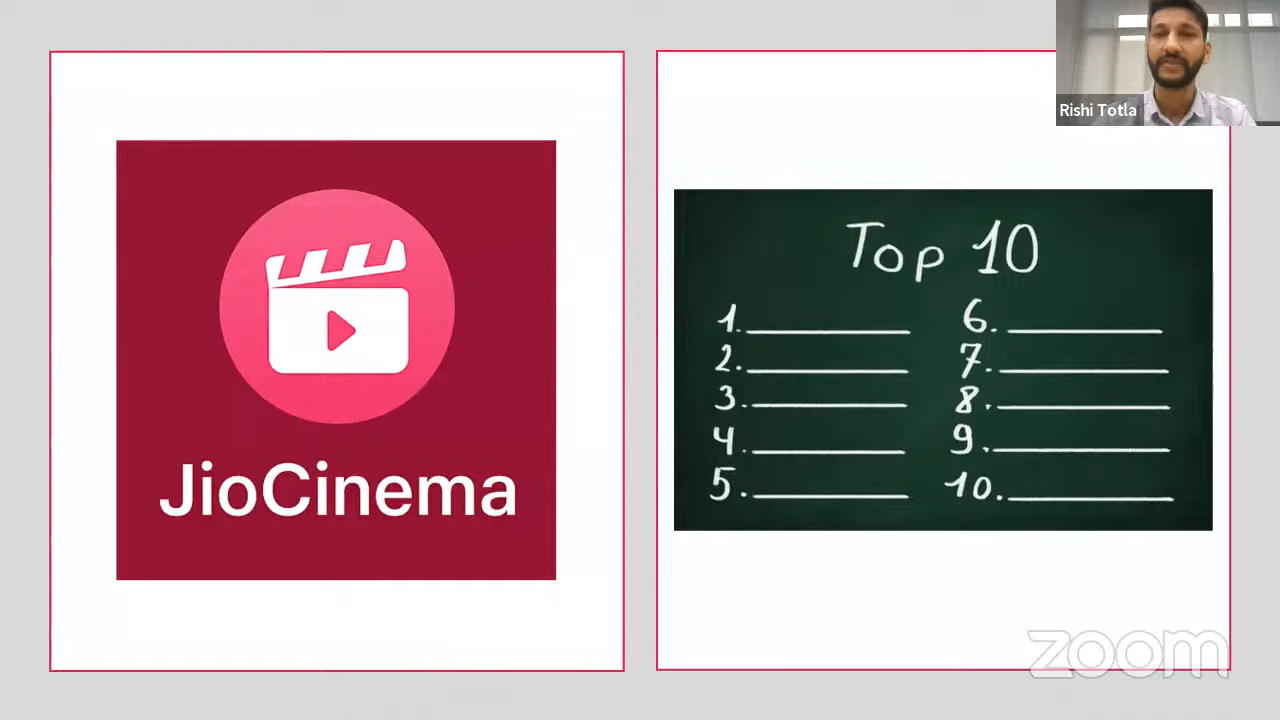 JioCinema
Rishi Totla
Top 10
1.
2.
3.
4.
5.
6.
7.
8.
9.
10.
zoom